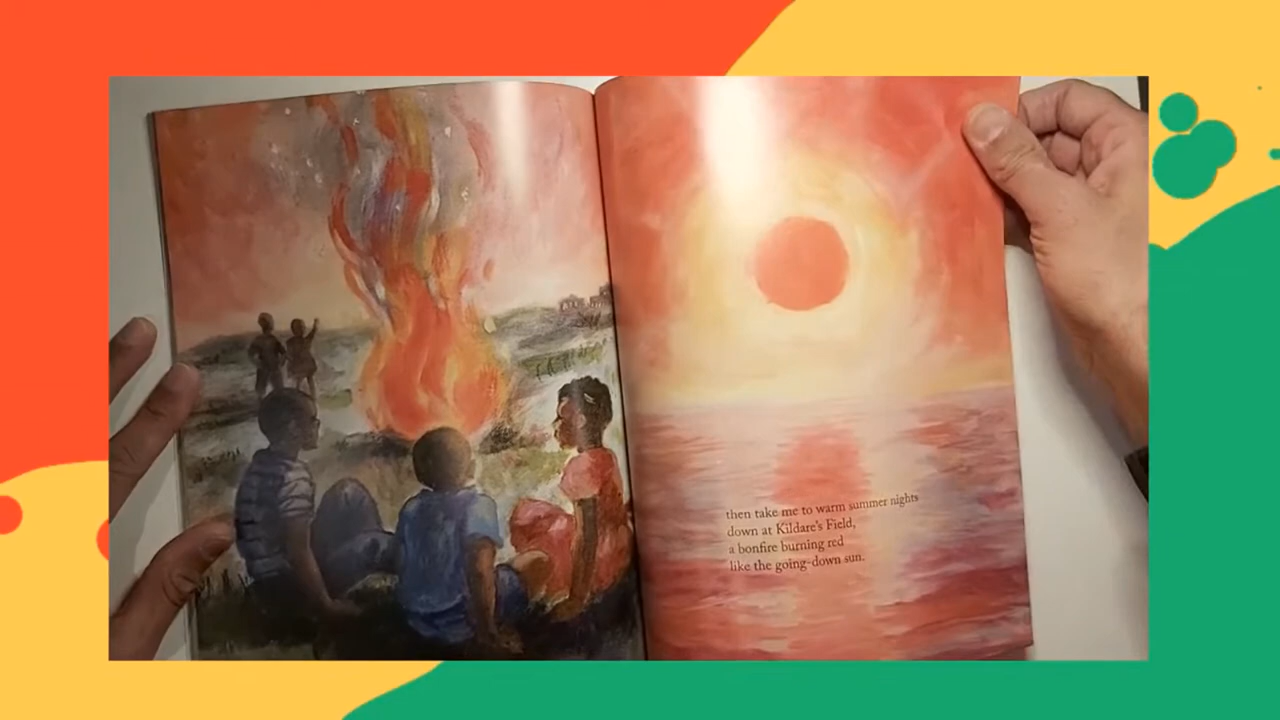 then take me to warm summer nights
down at Kildare's Field,
a bonfire burning red
like the going-down sun.